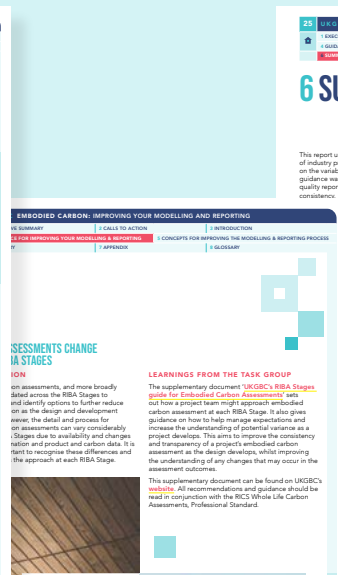 25 UKG
1 EXEC
4 GUID
SUMM
6 SU
This report u
of industry p
on the variab
guidance wa
quality repor
consistency.
EMBODIED CARBON: IMPROVING YOUR MODELLING AND REPORTING
VE SUMMARY 2 CALLS TO ACTION 3 INTRODUCTION
CE FOR IMPROVING YOUR MODELLING & REPORTING 5 CONCEPTS FOR IMPROVING THE MODELLING & REPORTING PROCESS
RY 7 APPENDIX 8 GLOSSARY
SSESSMENTS CHANGE
BA STAGES
ION
on assessments, and more broadly
dated across the RIBA Stages to
nd identify options to further reduce
on as the design and development
wever, the detail and process for
on assessments can vary considerably
Stages due to availability and changes
nation and product and carbon data. It is
rtant to recognise these differences and
the approach at each RIBA Stage.
LEARNINGS FROM THE TASK GROUP
The supplementary document 'UKGBC's RIBA Stages
guide for Embodied Carbon Assessments' sets
out how a project team might approach embodied
carbon assessment at each RIBA Stage. It also gives
guidance on how to help manage expectations and
increase the understanding of potential variance as a
project develops. This aims to improve the consistency
and transparency of a project's embodied carbon
assessment as the design develops, whilst improving
the understanding of any changes that may occur in the
assessment outcomes.
This supplementary document can be found on UKGBC's
website. All recommendations and guidance should be
read in conjunction with the RICS Whole Life Carbon
Assessments, Professional Standard.